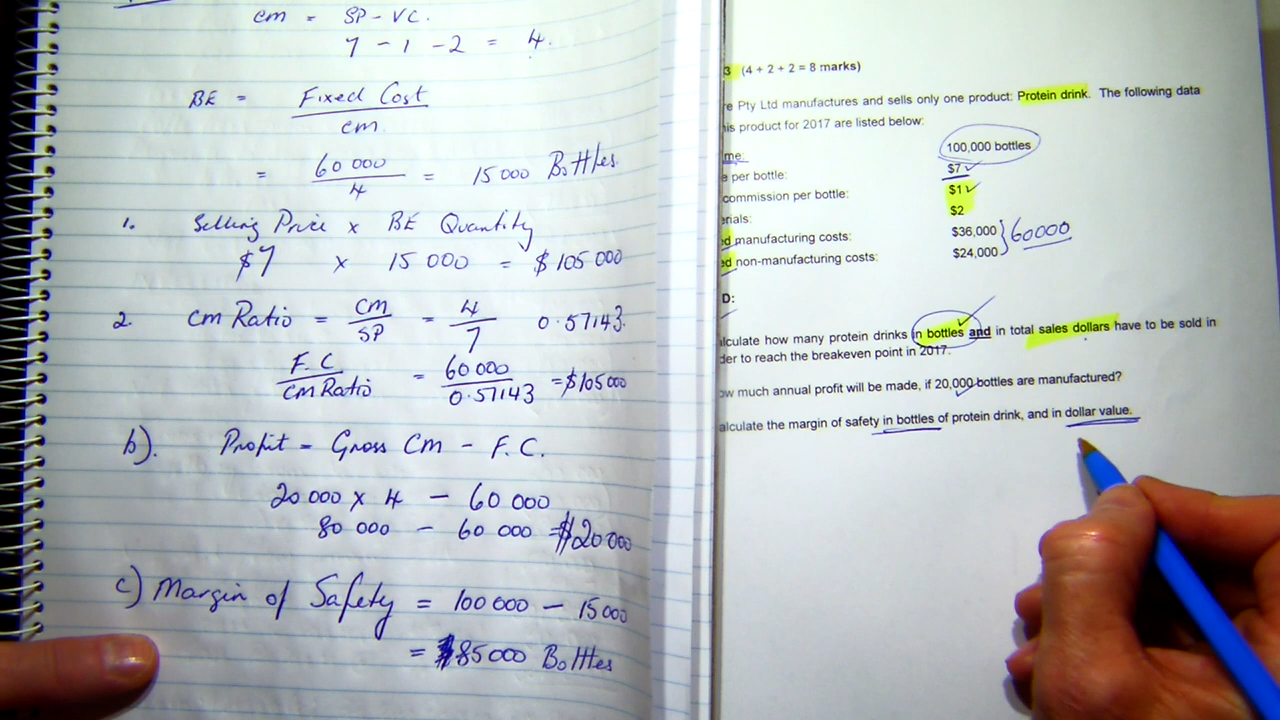 cm = SP - VC.
7 - 1 - 2 = 4.
BE = Fixed Cost
cm
= 60 000 = 15 000 Bottles.
4
1. Selling Price x BE Quantity
$7 x 15 000 = $105 000
2. cm Ratio = CM = 4 0.57143.
SP 7
F.C = 60 000 = $105 000
cm Ratio 0.57143
b). Profit = Gross CM - F.C.
20 000 x 4 - 60 000
80 000 - 60 000 = $20 000
c) Margin of Safety = 100 000 - 15 000
= 85 000 Bottles
3 (4 + 2 + 2 = 8 marks)
e Pty Ltd manufactures and sells only one product: Protein drink. The following data
is product for 2017 are listed below:
me: 100,000 bottles
e per bottle: $7
commission per bottle: $1
erials: $2
ed manufacturing costs: $36,000
60000
ed non-manufacturing costs: $24,000
D:
lculate how many protein drinks in bottles and in total sales dollars have to be sold in
der to reach the breakeven point in 2017.
ow much annual profit will be made, if 20,000 bottles are manufactured?
alculate the margin of safety in bottles of protein drink, and in dollar value.